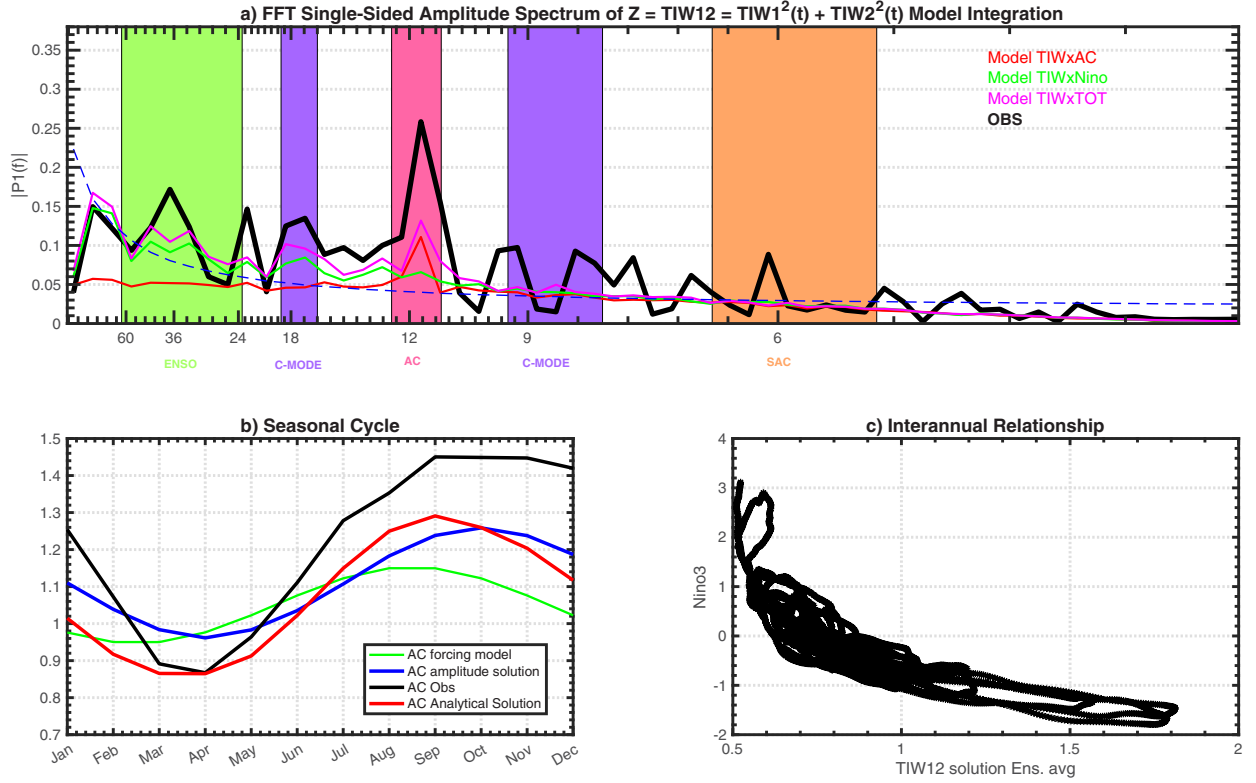 a) FFT Single-Sided Amplitude Spectrum of Z = TIW12 = TIW1²(t) + TIW2²(t) Model Integration
|P1(f)|
0.35
0.3
0.25
0.2
0.15
0.1
0.05
0
Model TIWxAC
Model TIWxNino
Model TIWxTOT
OBS
60 36 24 18 12 9 6
ENSO C-MODE AC C-MODE SAC
b) Seasonal Cycle
1.5
1.4
1.3
1.2
1.1
1
0.9
0.8
0.7
AC forcing model
AC amplitude solution
AC Obs
AC Analytical Solution
Jan Feb Mar Apr May Jun Jul Aug Sep Oct Nov Dec
c) Interannual Relationship
Nino3
4
3
2
1
0
-1
-2
0.5 1 1.5 2
TIW12 solution Ens. avg